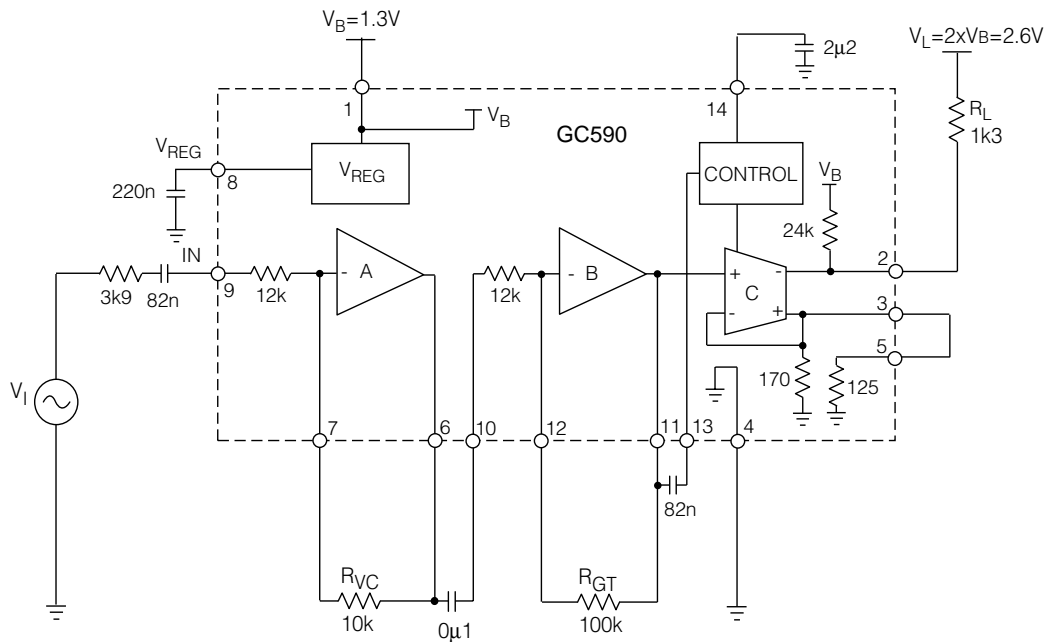 V_B=1.3V
2µ2
V_L=2xV_B=2.6V
1
14
R_L
1k3
V_B
GC590
V_REG
8
V_REG
CONTROL
V_B
220n
24k
IN
3k9
82n
9
12k
- A
12k
- B
+ -
C
- +
2
3
5
170
125
V_I
7
6
10
12
11
13
4
82n
R_VC
10k
0µ1
R_GT
100k